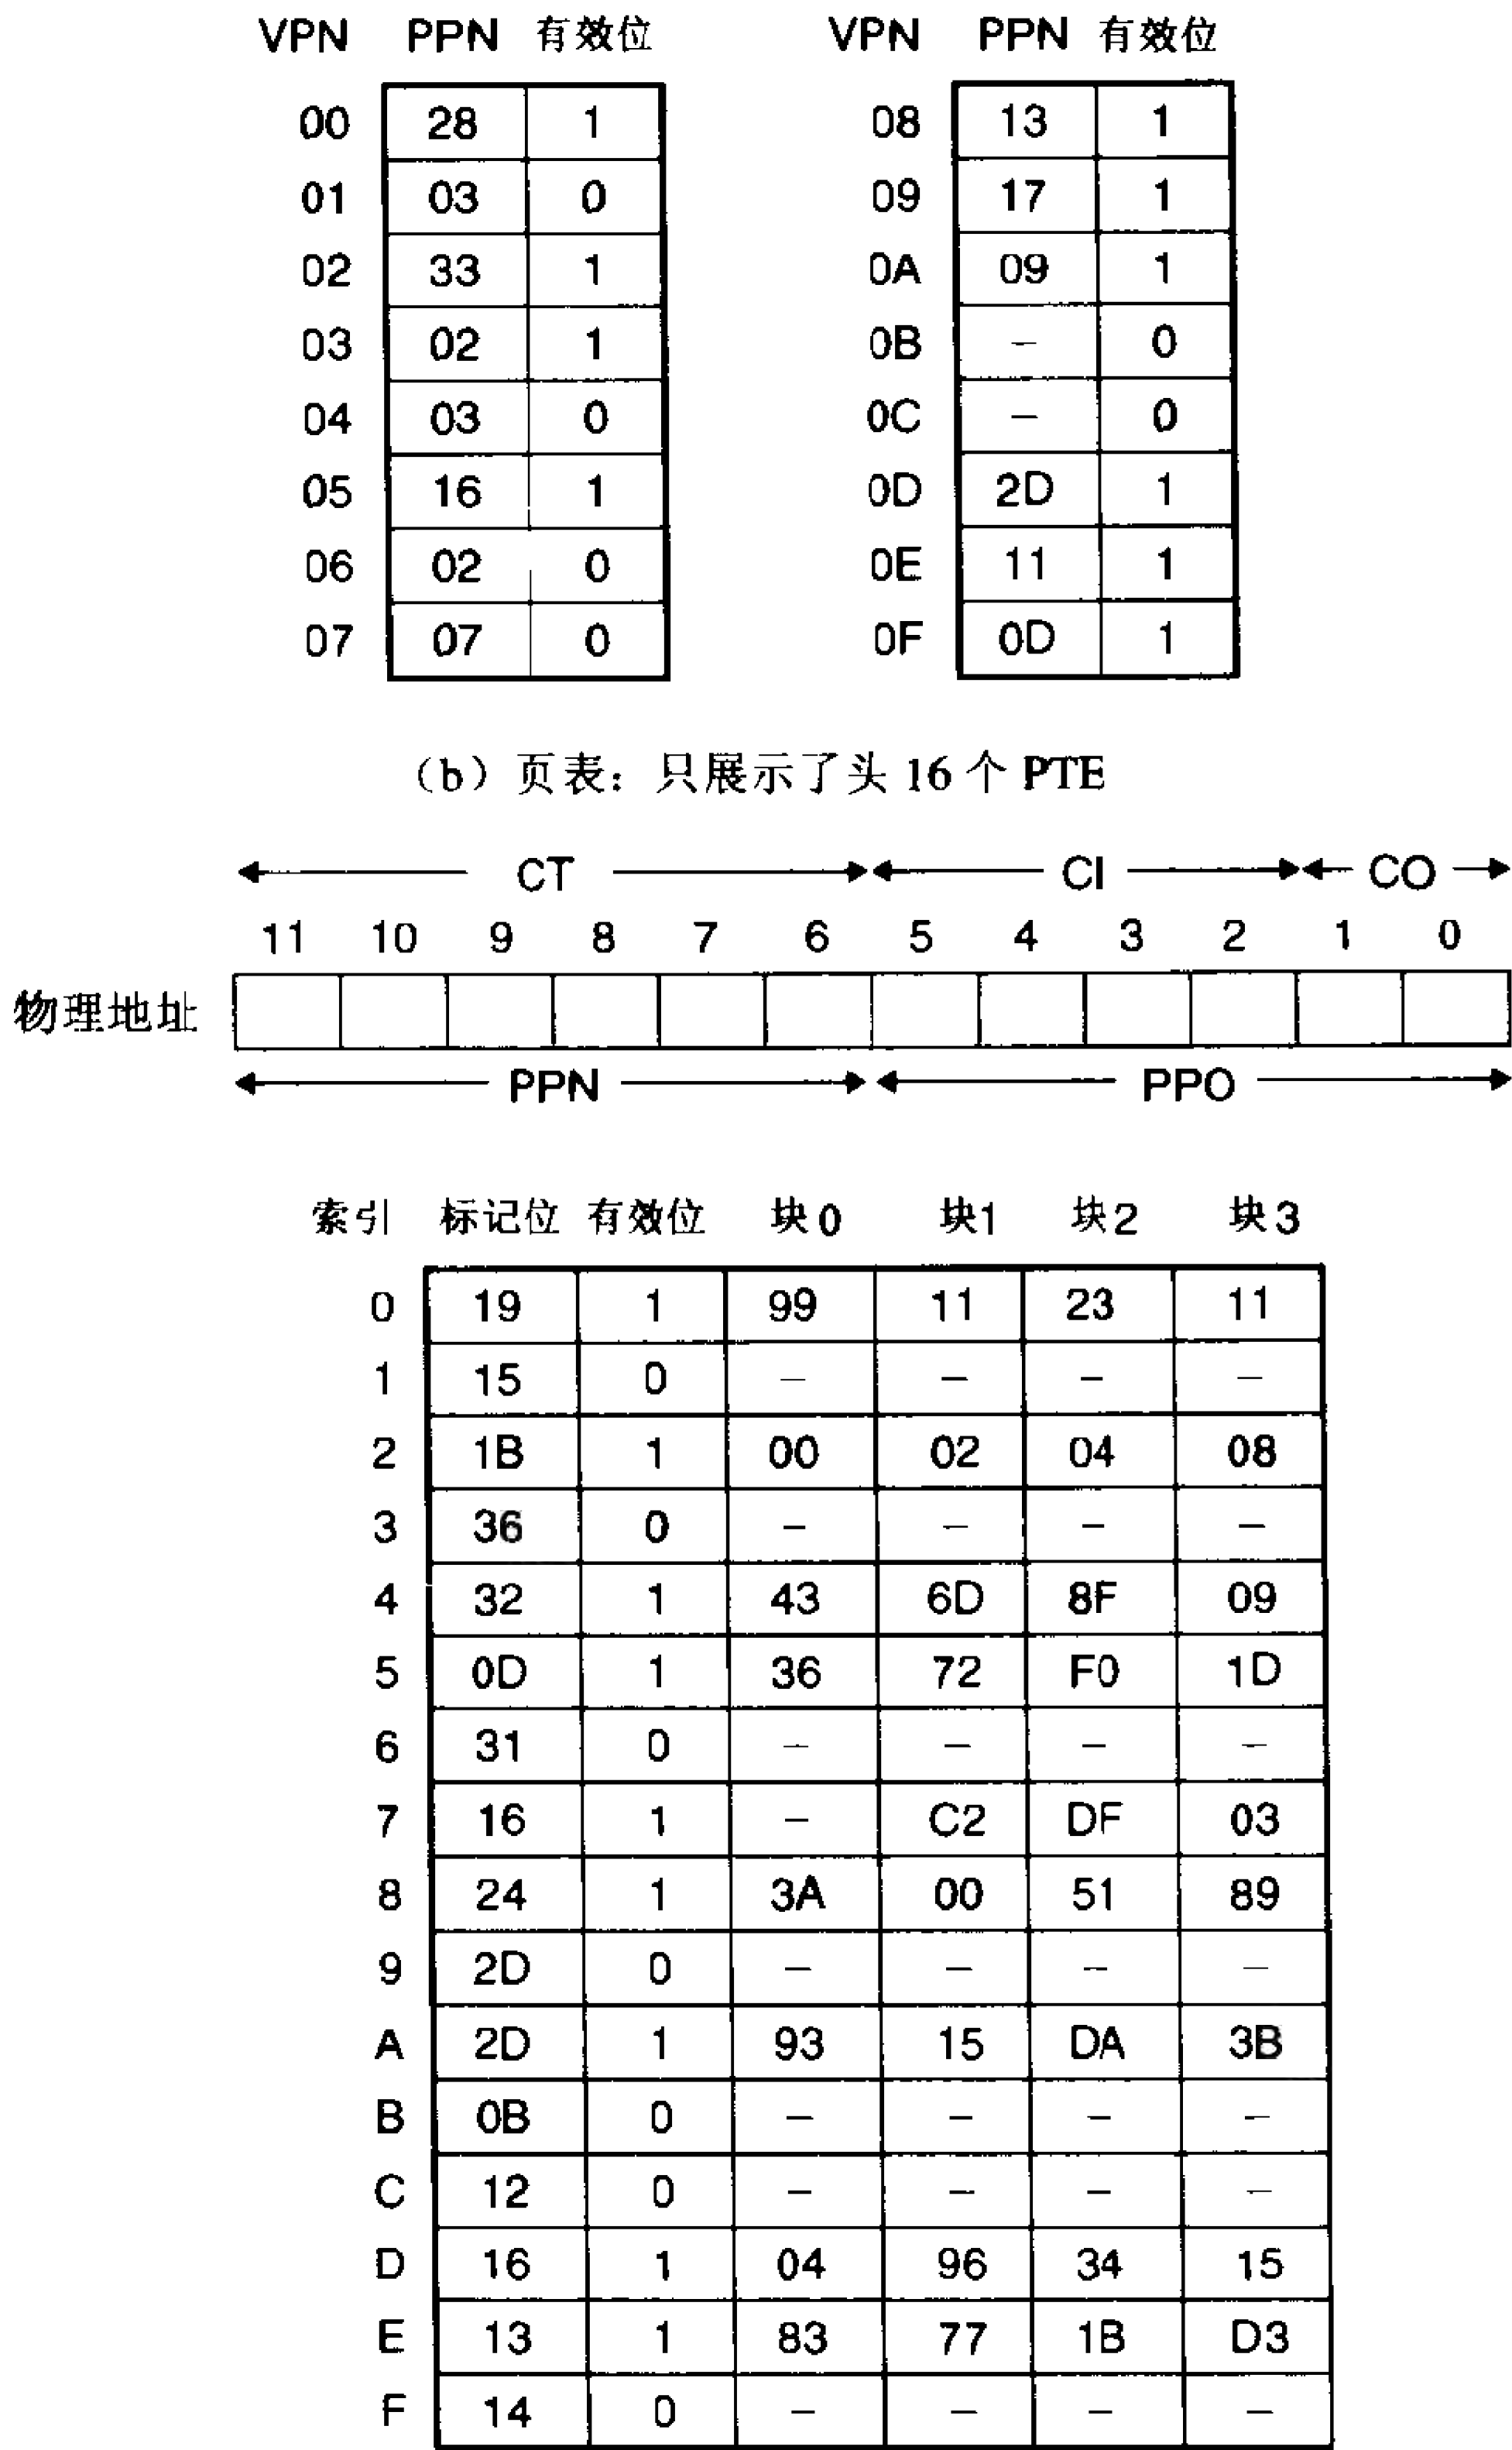 VPN PPN 有效位 VPN PPN 有效位
00 28 1 08 13 1
01 03 0 09 17 1
02 33 1 0A 09 1
03 02 1 0B – 0
04 03 0 0C – 0
05 16 1 0D 2D 1
06 02 0 0E 11 1
07 07 0 0F 0D 1
（b）页表：只展示了头 16 个 PTE
CT CI CO
11 10 9 8 7 6 5 4 3 2 1 0
物理地址
PPN PPO
索引 标记位 有效位 块0 块1 块2 块3
0 19 1 99 11 23 11
1 15 0 – – – –
2 1B 1 00 02 04 08
3 36 0 – – – –
4 32 1 43 6D 8F 09
5 0D 1 36 72 F0 1D
6 31 0 – – – –
7 16 1 – C2 DF 03
8 24 1 3A 00 51 89
9 2D 0 – – – –
A 2D 1 93 15 DA 3B
B 0B 0 – – – –
C 12 0 – – – –
D 16 1 04 96 34 15
E 13 1 83 77 1B D3
F 14 0 – – – –